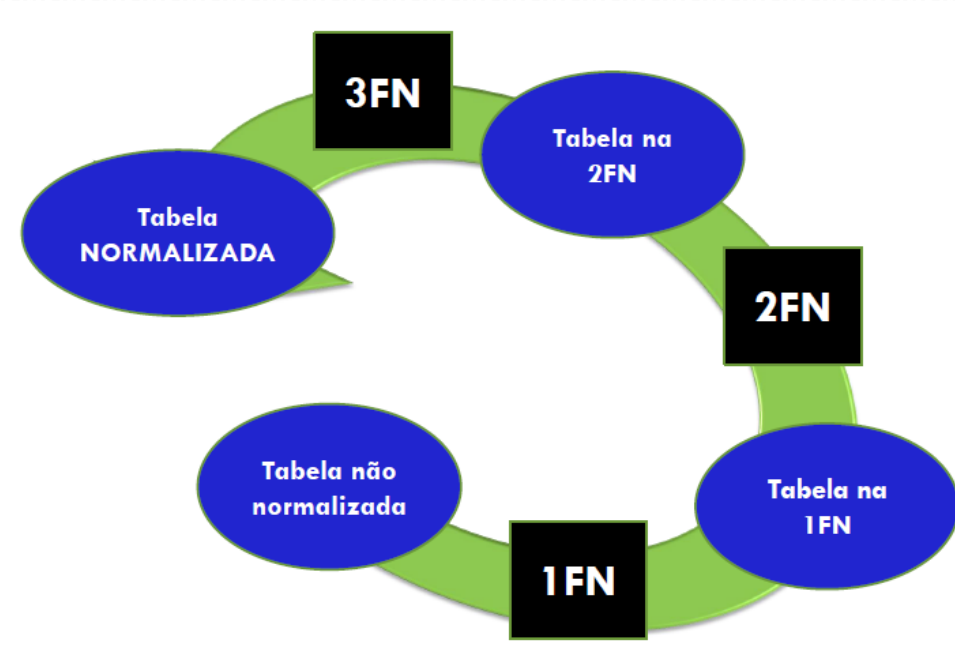 3FN
Tabela na
2FN
Tabela
NORMALIZADA
2FN
Tabela não
normalizada
Tabela na
1FN
1FN